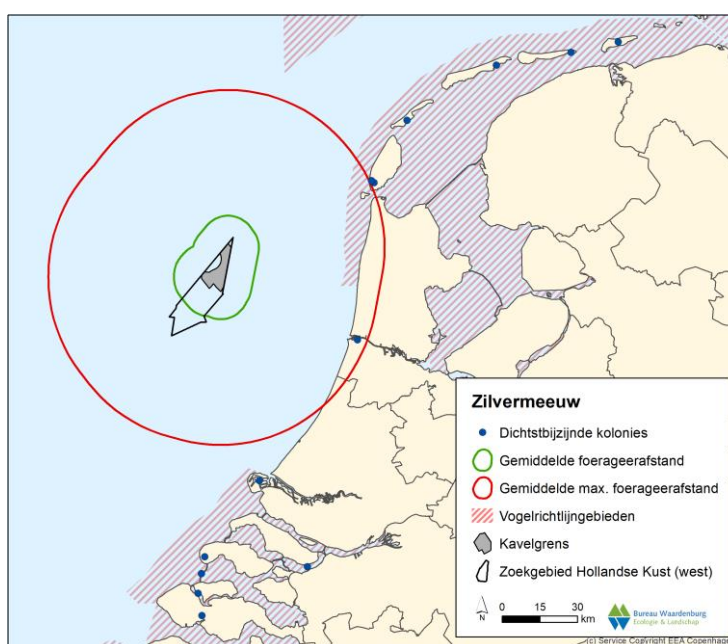 Zilvermeeuw
Dichtstbijzijnde kolonies
Gemiddelde foerageerafstand
Gemiddelde max. foerageerafstand
Vogelrichtlijngebieden
Kavelgrens
Zoekgebied Hollandse Kust (west)
N
0 15 30
km
Bureau Waardenburg
Ecologie & Landschap
(c) Service Copyright EEA Copenhag